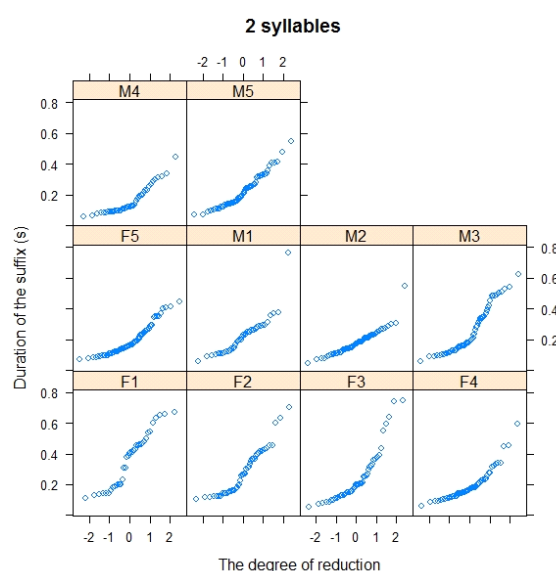 2 syllables
-2 -1 0 1 2
M4 M5
0.8
0.6
0.4
0.2
F5 M1 M2 M3
0.8
0.6
0.4
0.2
F1 F2 F3 F4
0.8
0.6
0.4
0.2
-2 -1 0 1 2 -2 -1 0 1 2
Duration of the suffix (s)
The degree of reduction